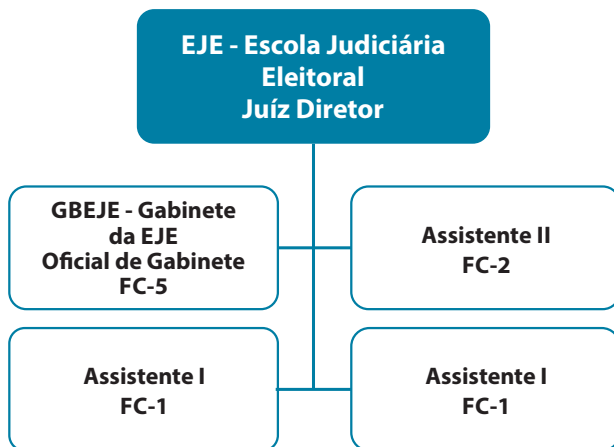 EJE - Escola Judiciária
Eleitoral
Juíz Diretor
GBEJE - Gabinete
da EJE
Oficial de Gabinete
FC-5
Assistente II
FC-2
Assistente I
FC-1
Assistente I
FC-1